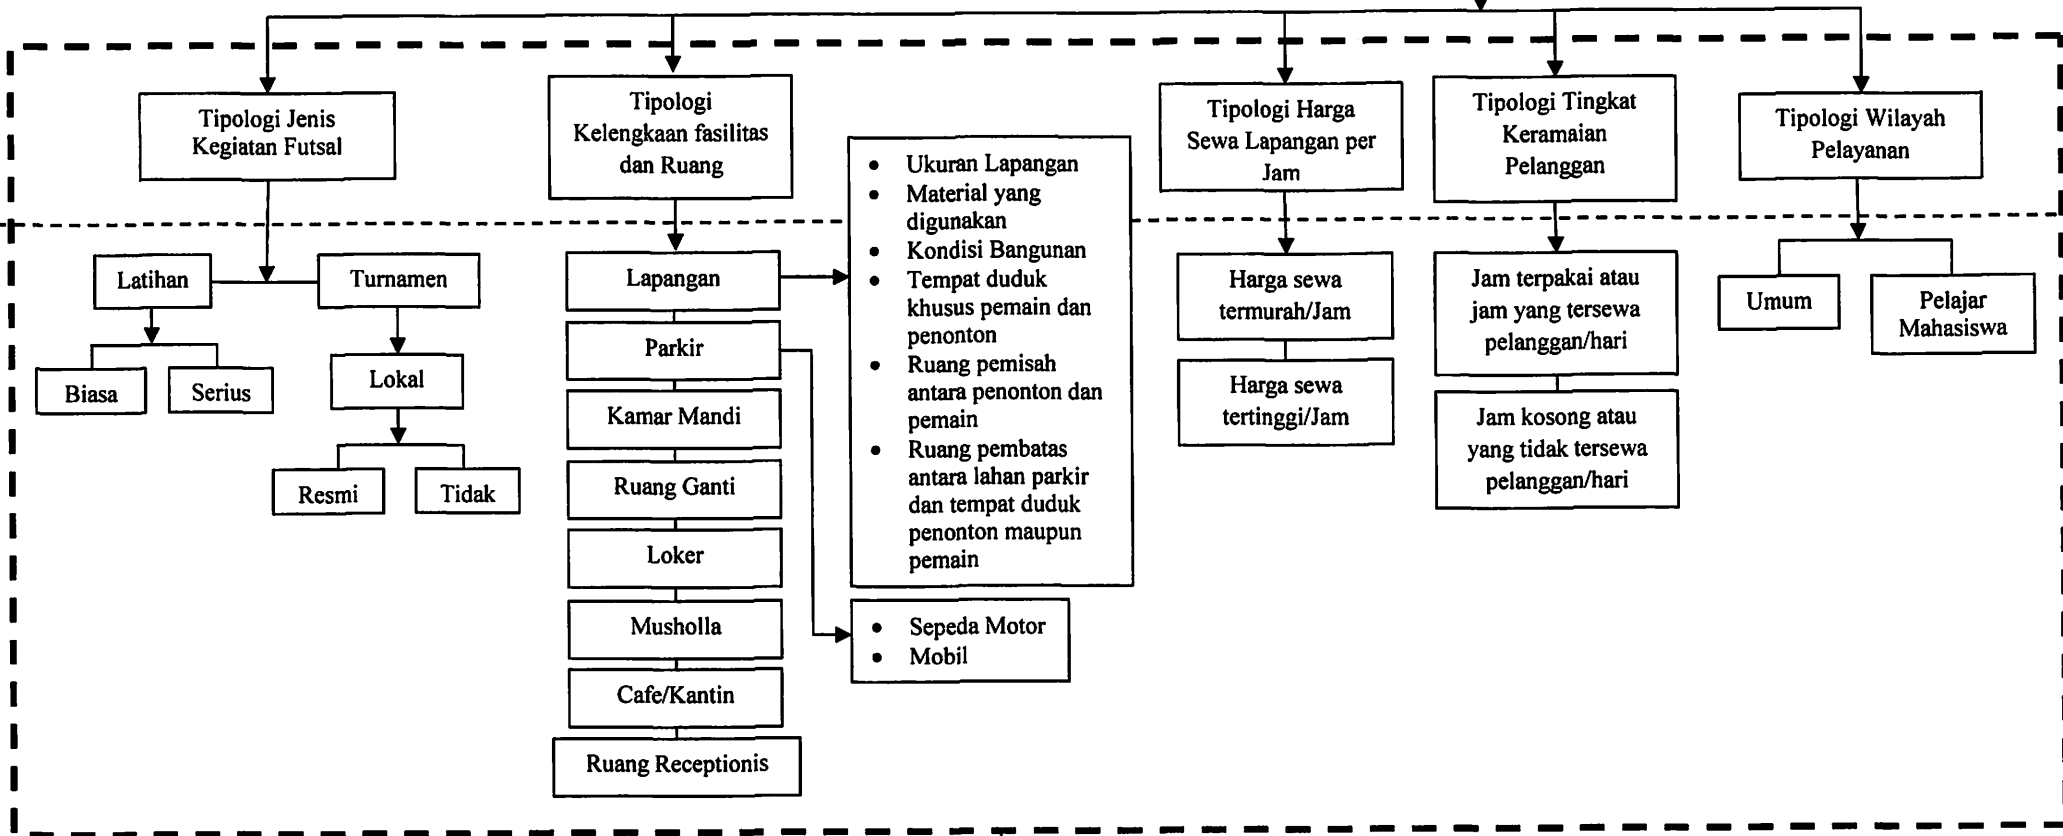 Tipologi Jenis
Kegiatan Futsal
Tipologi
Kelengkaan fasilitas
dan Ruang
Tipologi Harga
Sewa Lapangan per
Jam
Tipologi Tingkat
Keramaian
Pelanggan
Tipologi Wilayah
Pelayanan
Latihan
Turnamen
Biasa
Serius
Lokal
Resmi
Tidak
Lapangan
Parkir
Kamar Mandi
Ruang Ganti
Loker
Musholla
Cafe/Kantin
Ruang Receptionis
• Ukuran Lapangan
• Material yang
digunakan
• Kondisi Bangunan
• Tempat duduk
khusus pemain dan
penonton
• Ruang pemisah
antara penonton dan
pemain
• Ruang pembatas
antara lahan parkir
dan tempat duduk
penonton maupun
pemain
• Sepeda Motor
• Mobil
Harga sewa
termurah/Jam
Harga sewa
tertinggi/Jam
Jam terpakai atau
jam yang tersewa
pelanggan/hari
Jam kosong atau
yang tidak tersewa
pelanggan/hari
Umum
Pelajar
Mahasiswa